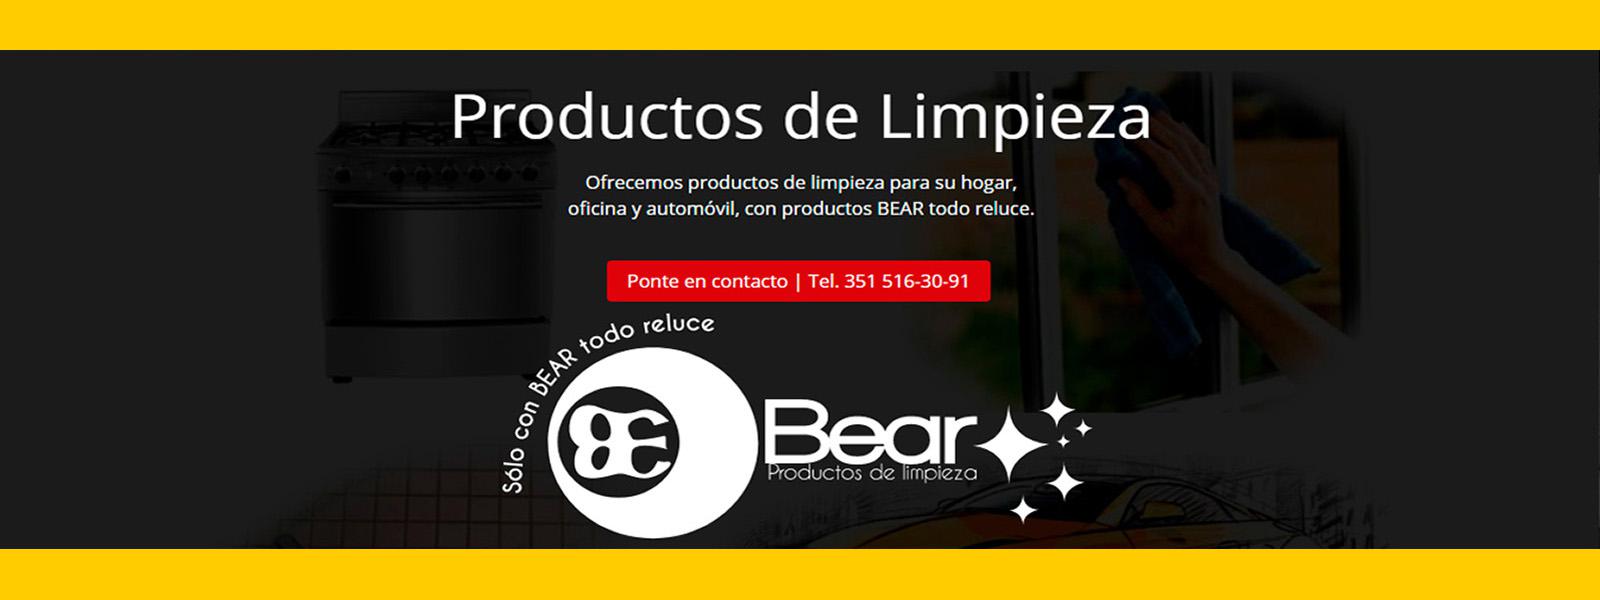 Productos de Limpieza
Ofrecemos productos de limpieza para su hogar,
oficina y automóvil, con productos BEAR todo reluce.
Ponte en contacto | Tel. 351 516-30-91
Sólo con BEAR todo reluce
Bear
Productos de limpieza